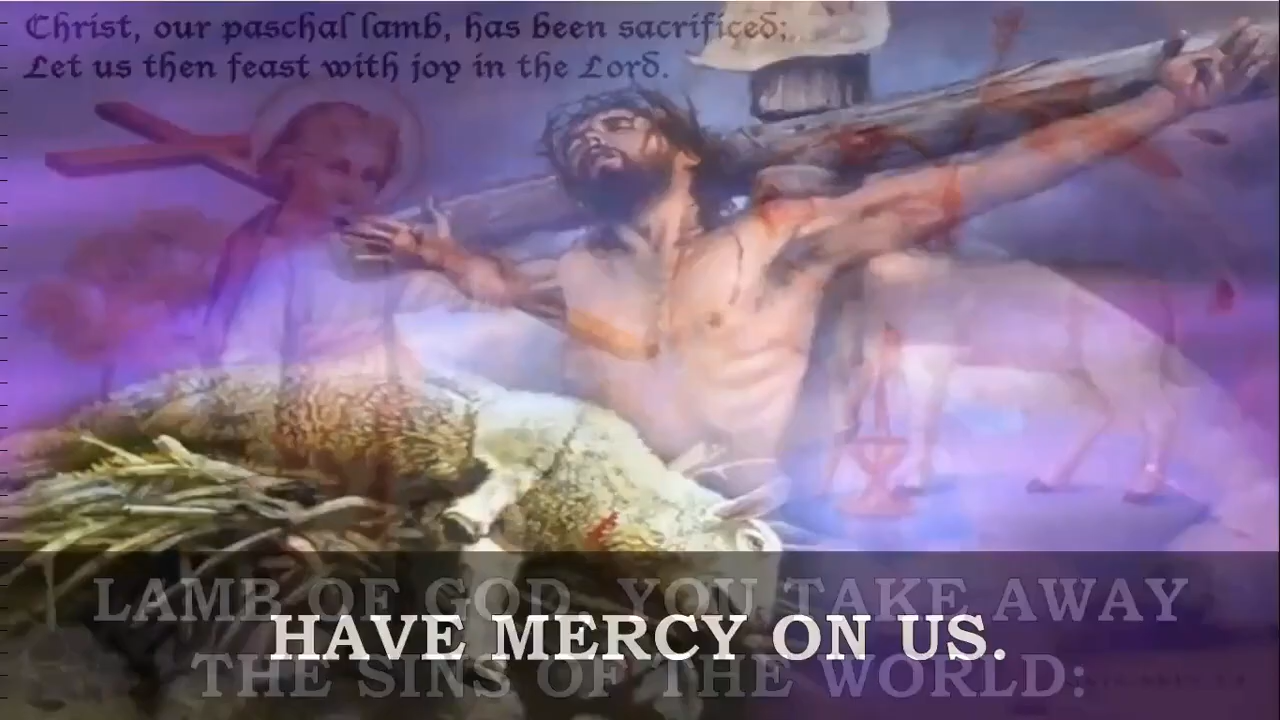 Christ, our paschal lamb, has been sacrificed;
Let us then feast with joy in the Lord.
LAMB OF GOD, YOU TAKE AWAY
HAVE MERCY ON US.
THE SINS OF THE WORLD: